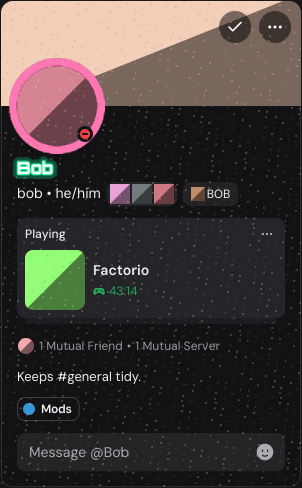 Bob
bob • he/him BOB
Playing
Factorio
43:14
1 Mutual Friend • 1 Mutual Server
Keeps #general tidy.
Mods
Message @Bob